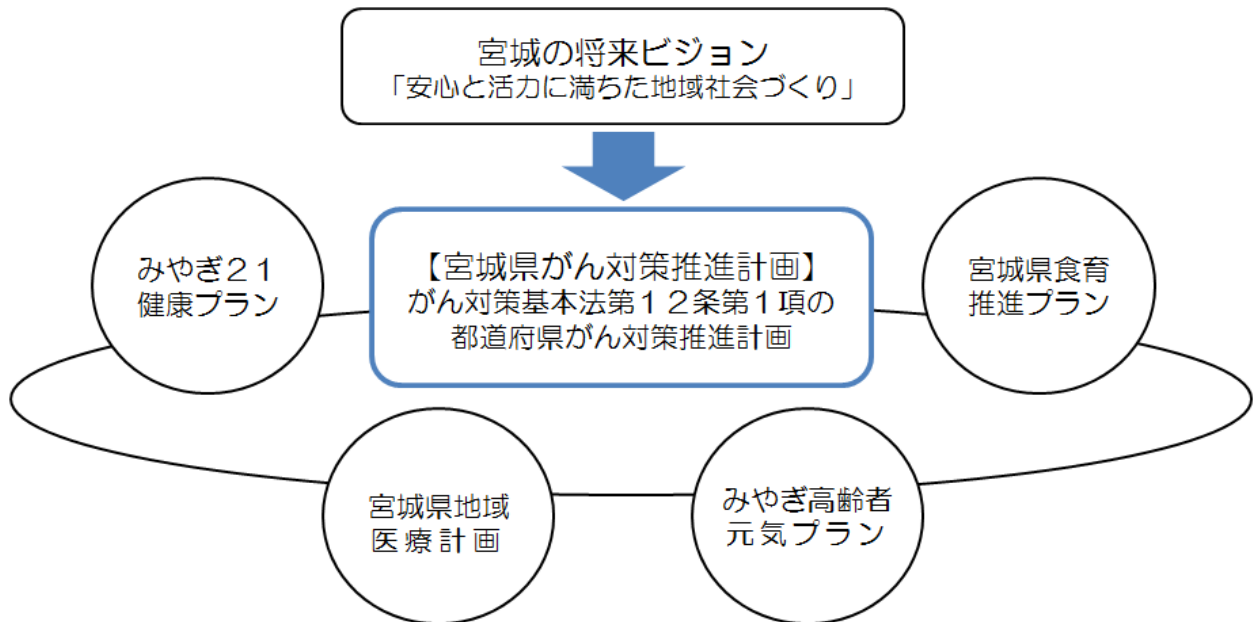 宮城の将来ビジョン
「安心と活力に満ちた地域社会づくり」
【宮城県がん対策推進計画】
がん対策基本法第１２条第１項の
都道府県がん対策推進計画
みやぎ２１
健康プラン
宮城県食育
推進プラン
宮城県地域
医療計画
みやぎ高齢者
元気プラン